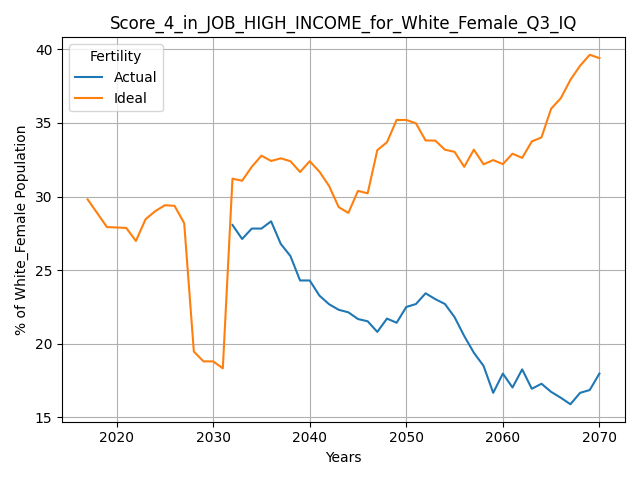 Score_4_in_JOB_HIGH_INCOME_for_White_Female_Q3_IQ
Fertility
Actual
Ideal
% of White_Female Population
40
35
30
25
20
15
2020 2030 2040 2050 2060 2070
Years